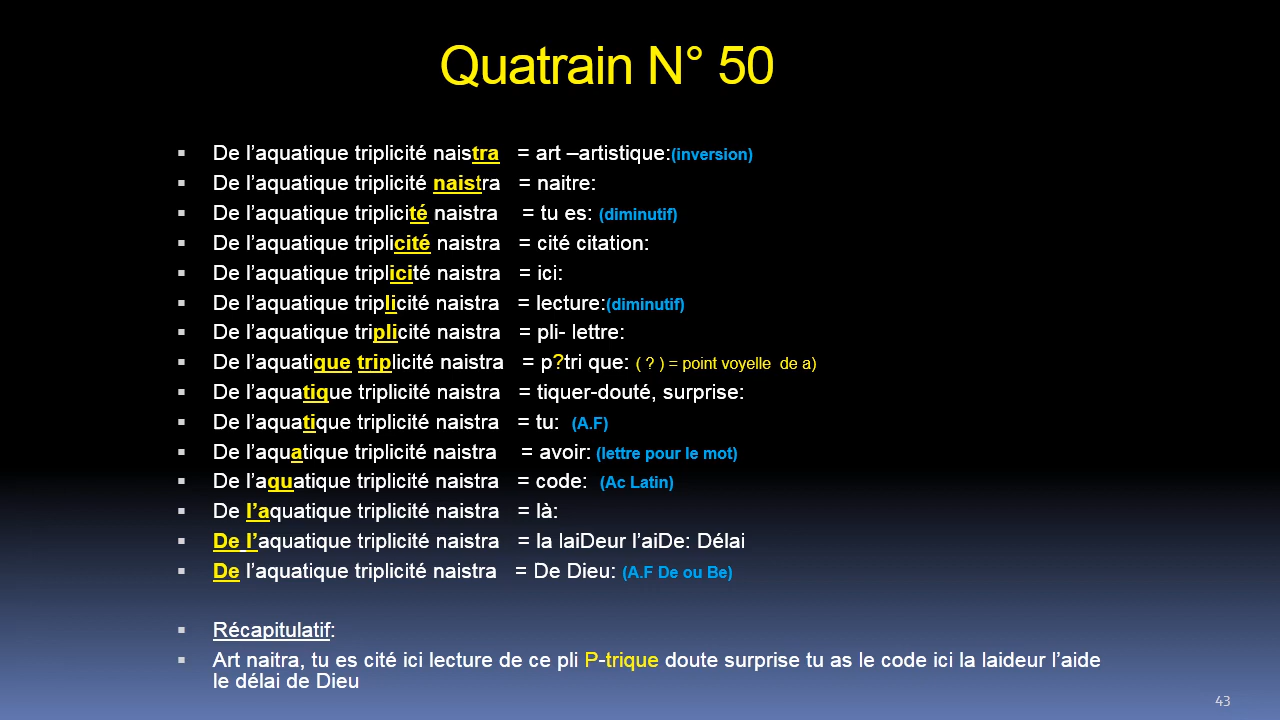 Quatrain N° 50
De l’aquatique triplicité naistra = art –artistique:(inversion)
De l’aquatique triplicité naistra = naitre:
De l’aquatique triplicité naistra = tu es: (diminutif)
De l’aquatique triplicité naistra = cité citation:
De l’aquatique triplicité naistra = ici:
De l’aquatique triplicité naistra = lecture:(diminutif)
De l’aquatique triplicité naistra = pli- lettre:
De l’aquatique triplicité naistra = p?tri que: ( ? ) = point voyelle de a)
De l’aquatique triplicité naistra = tiquer-douté, surprise:
De l’aquatique triplicité naistra = tu: (A.F)
De l’aquatique triplicité naistra = avoir: (lettre pour le mot)
De l’aquatique triplicité naistra = code: (Ac Latin)
De l’aquatique triplicité naistra = là:
De l’aquatique triplicité naistra = la laiDeur l’aiDe: Délai
De l’aquatique triplicité naistra = De Dieu: (A.F De ou Be)
Récapitulatif:
Art naitra, tu es cité ici lecture de ce pli P-trique doute surprise tu as le code ici la laideur l’aide
le délai de Dieu
43